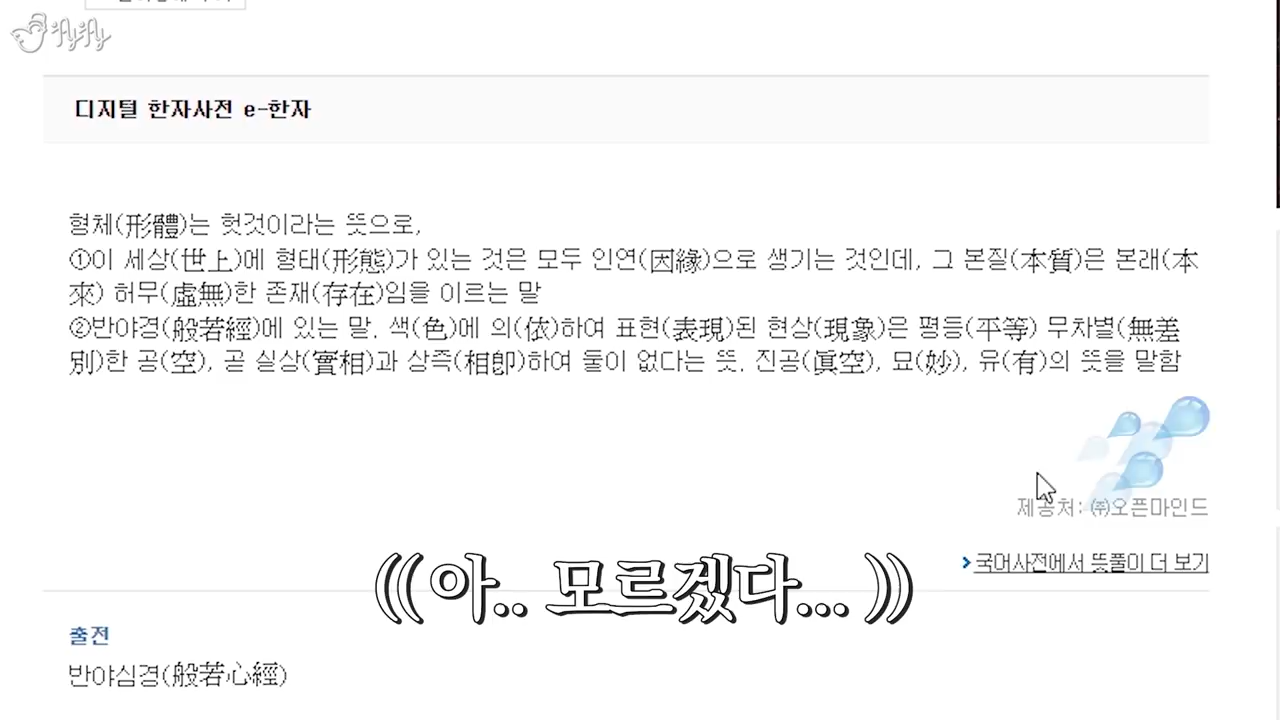 디지털 한자사전 e-한자
형체(形體)는 헛것이라는 뜻으로,
①이 세상(世上)에 형태(形態)가 있는 것은 모두 인연(因緣)으로 생기는 것인데, 그 본질(本質)은 본래(本
來) 허무(虛無)한 존재(存在)임을 이르는 말
②반야경(般若經)에 있는 말. 색(色)에 의(依)하여 표현(表現)된 현상(現象)은 평등(平等) 무차별(無差
別)한 공(空), 곧 실상(實相)과 상즉(相卽)하여 둘이 없다는 뜻. 진공(眞空), 묘(妙), 유(有)의 뜻을 말함
제공처: ㈜오픈마인드
국어사전에서 뜻풀이 더 보기
((아.. 모르겠다... ))
출전
반야심경(般若心經)